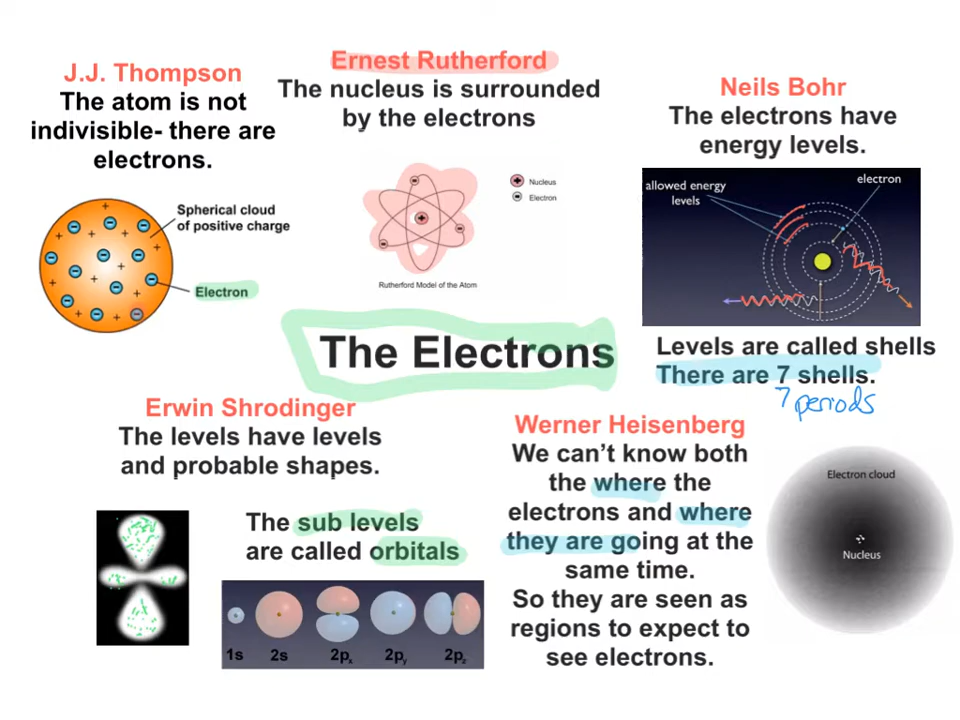 J.J. Thompson
The atom is not
indivisible- there are
electrons.
Spherical cloud
of positive charge
Electron
Ernest Rutherford
The nucleus is surrounded
by the electrons
Nucleus
Electron
Rutherford Model of the Atom
Neils Bohr
The electrons have
energy levels.
allowed energy
levels
electron
Levels are called shells
There are 7 shells.
7 periods
The Electrons
Erwin Shrodinger
The levels have levels
and probable shapes.
The sub levels
are called orbitals
1s 2s 2px 2py 2pz
Werner Heisenberg
We can't know both
the where the
electrons and where
they are going at the
same time.
So they are seen as
regions to expect to
see electrons.
Electron cloud
Nucleus